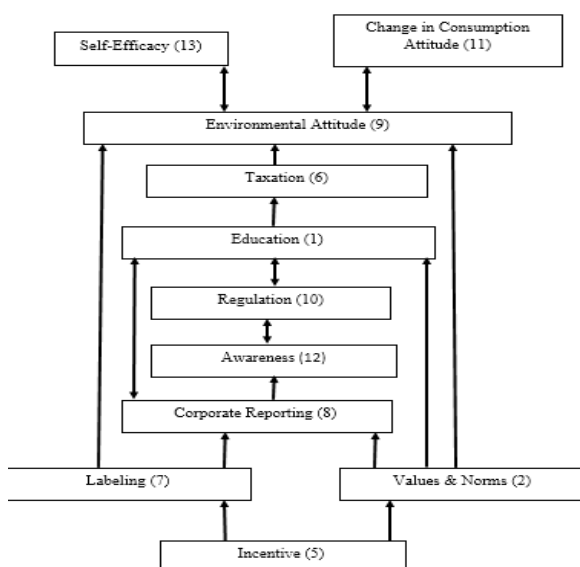 Self-Efficacy (13)
Change in Consumption
Attitude (11)
Environmental Attitude (9)
Taxation (6)
Education (1)
Regulation (10)
Awareness (12)
Corporate Reporting (8)
Labeling (7)
Values & Norms (2)
Incentive (5)